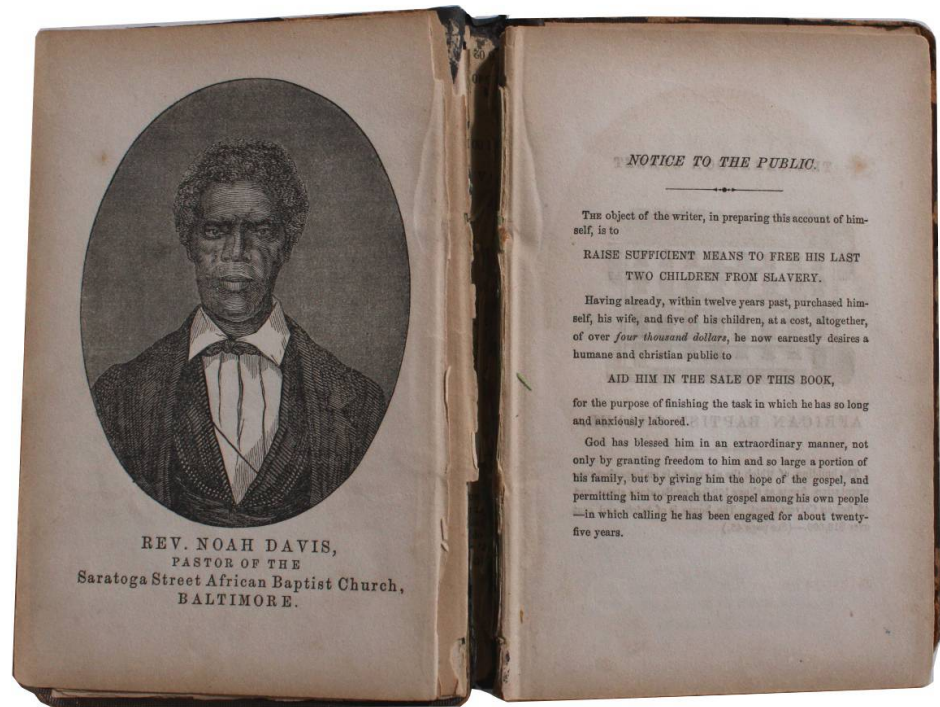 REV. NOAH DAVIS,
PASTOR OF THE
Saratoga Street African Baptist Church,
BALTIMORE.
NOTICE TO THE PUBLIC.
THE object of the writer, in preparing this account of him-
self, is to
RAISE SUFFICIENT MEANS TO FREE HIS LAST
TWO CHILDREN FROM SLAVERY.
Having already, within twelve years past, purchased him-
self, his wife, and five of his children, at a cost, altogether,
of over four thousand dollars, he now earnestly desires a
humane and christian public to
AID HIM IN THE SALE OF THIS BOOK,
for the purpose of finishing the task in which he has so long
and anxiously labored.
God has blessed him in an extraordinary manner, not
only by granting freedom to him and so large a portion of
his family, but by giving him the hope of the gospel, and
permitting him to preach that gospel among his own people
—in which calling he has been engaged for about twenty-
five years.